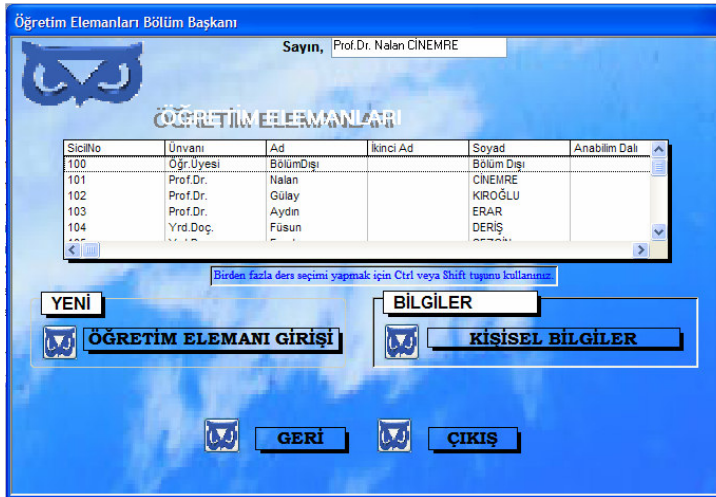 Öğretim Elemanları Bölüm Başkanı
Sayın, Prof.Dr. Nalan CİNEMRE
ÖĞRETİM ELEMANLARI
SicilNo Ünvanı Ad İkinci Ad Soyad Anabilim Dalı
100 Öğr.Üyesi BölümDışı Bölüm Dışı
101 Prof.Dr. Nalan CİNEMRE
102 Prof.Dr. Gülay KIROĞLU
103 Prof.Dr. Aydın ERAR
104 Yrd.Doç. Füsun DERİŞ
Birden fazla ders seçimi yapmak için Ctrl veya Shift tuşunu kullanınız.
YENİ BİLGİLER
ÖĞRETİM ELEMANI GİRİŞİ KİŞİSEL BİLGİLER
GERİ ÇIKIŞ